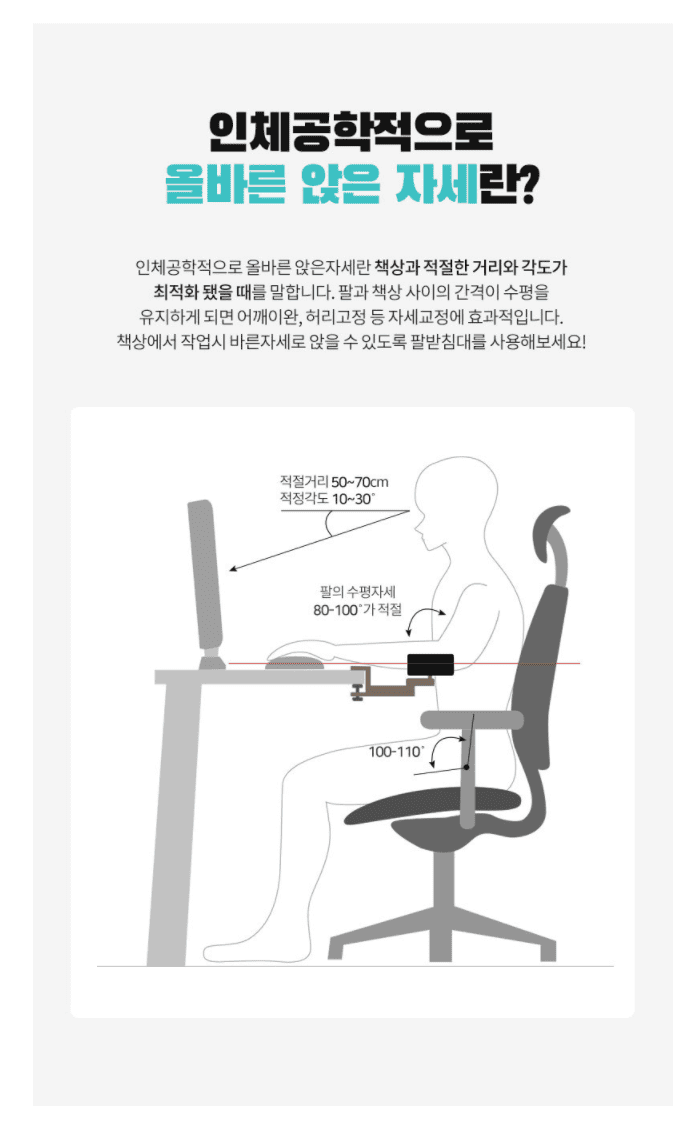 인체공학적으로
올바른 앉은 자세란?
인체공학적으로 올바른 앉은자세란 책상과 적절한 거리와 각도가
최적화 됐을 때를 말합니다. 팔과 책상 사이의 간격이 수평을
유지하게 되면 어깨이완, 허리고정 등 자세교정에 효과적입니다.
책상에서 작업시 바른자세로 앉을 수 있도록 팔받침대를 사용해보세요!
적절거리 50~70cm
적정각도 10~30˚
팔의 수평자세
80-100˚가 적절
100-110˚